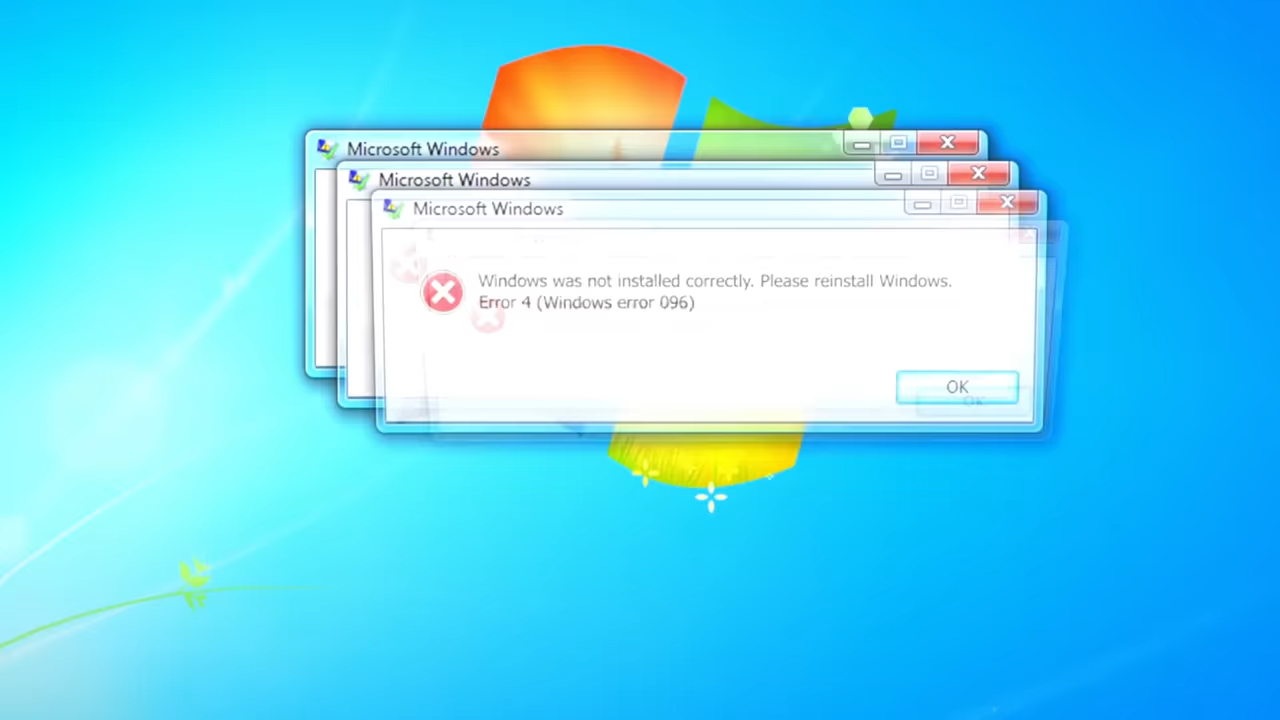 Microsoft Windows
Microsoft Windows
Microsoft Windows
Windows was not installed correctly. Please reinstall Windows.
Error 4 (Windows error 096)
OK
OK